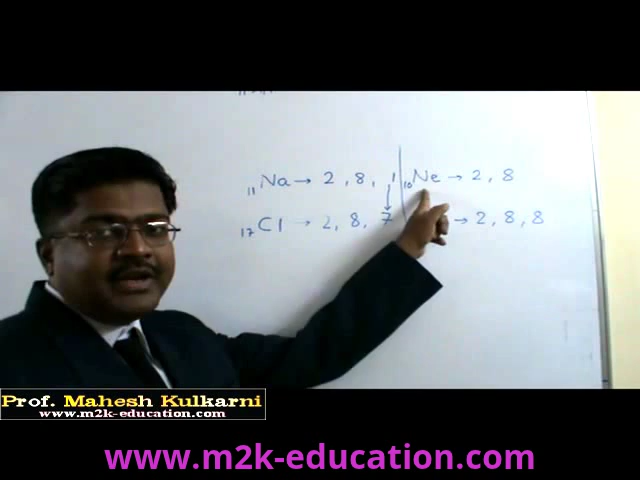 ₁₁Na → 2, 8, 1 ₁₀Ne → 2, 8
₁₇Cl → 2, 8, 7 → 2, 8, 8
Prof. Mahesh Kulkarni
www.m2k-education.com
www.m2k-education.com